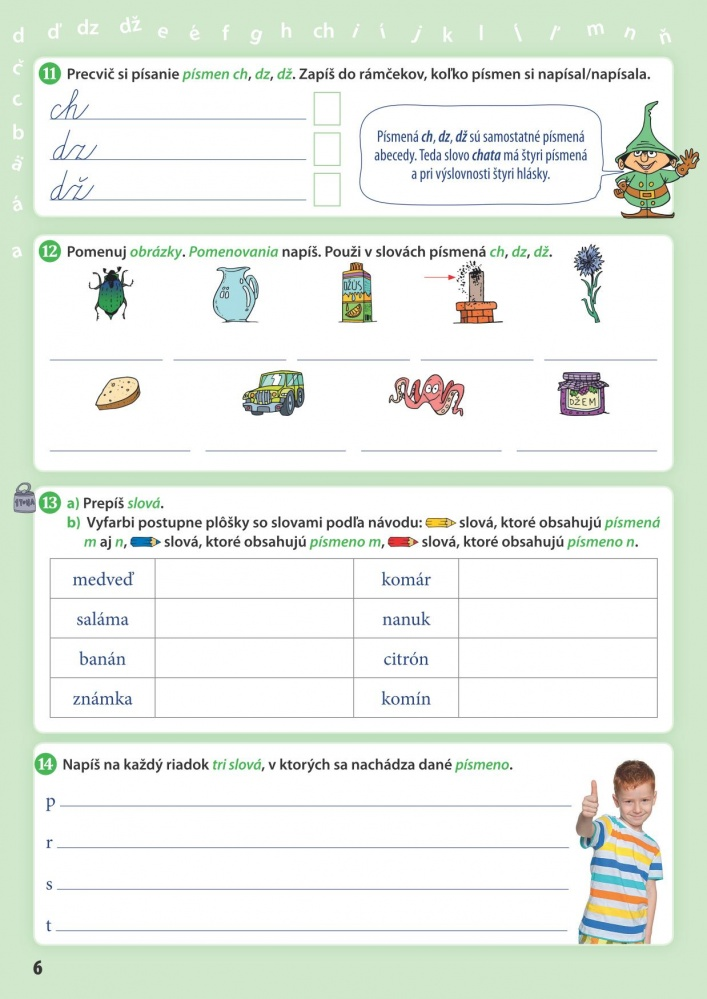 d ď dz dž e é f g h ch i í j k l ĺ ľ m n ň
č
c
b
ä
á
a
11 Precvič si písanie písmen ch, dz, dž. Zapíš do rámčekov, koľko písmen si napísal/napísala.
ch
dz
dž
Písmená ch, dz, dž sú samostatné písmená
abecedy. Teda slovo chata má štyri písmená
a pri výslovnosti štyri hlásky.
12 Pomenuj obrázky. Pomenovania napíš. Použi v slovách písmená ch, dz, dž.
DŽÚS
DŽEM
13 a) Prepíš slová.
b) Vyfarbi postupne plôšky so slovami podľa návodu: slová, ktoré obsahujú písmená
m aj n, slová, ktoré obsahujú písmeno m, slová, ktoré obsahujú písmeno n.
medveď komár
saláma nanuk
banán citrón
známka komín
14 Napíš na každý riadok tri slová, v ktorých sa nachádza dané písmeno.
p
r
s
t
6